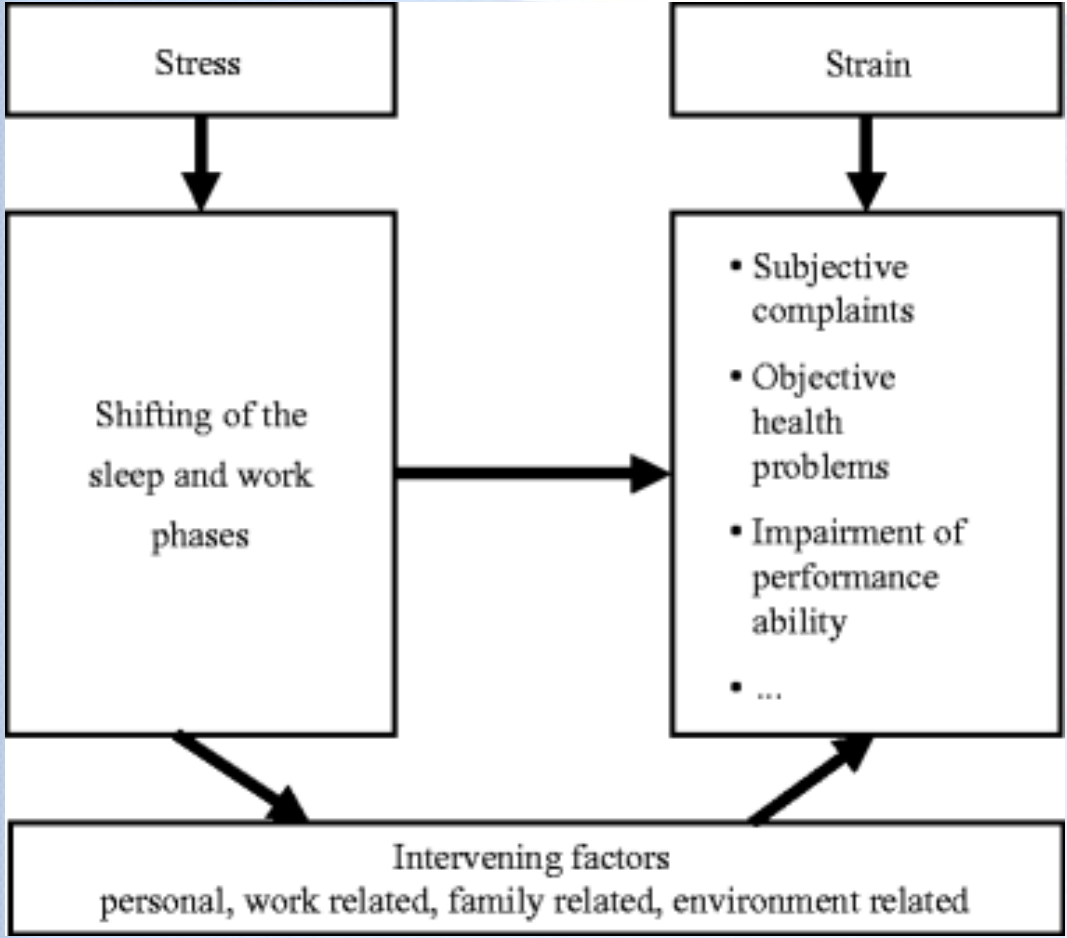 Stress
Strain
Shifting of the
sleep and work
phases
• Subjective
complaints
• Objective
health
problems
• Impairment of
performance
ability
• ...
Intervening factors
personal, work related, family related, environment related